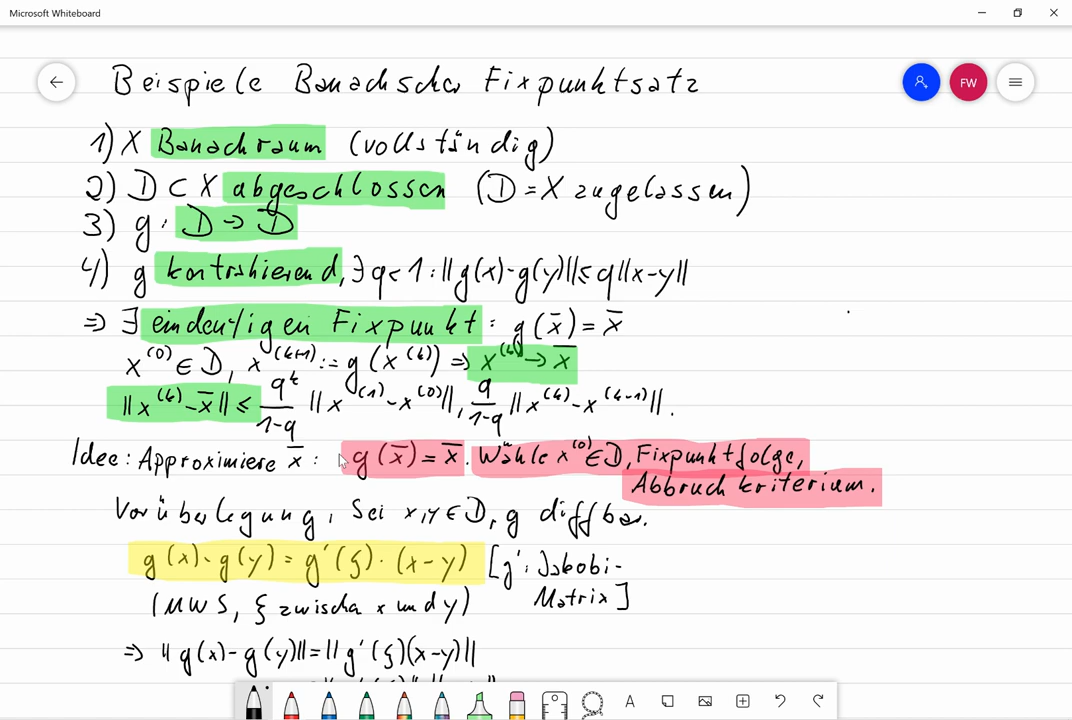 Microsoft Whiteboard
Beispiele Banachscher Fixpunktsatz
FW
1) X Banachraum (vollständig)
2) D ⊂ X abgeschlossen (D = X zugelassen)
3) g: D → D
4) g kontrahierend, ∃ q < 1: ||g(x) - g(y)|| ≤ q ||x - y||
⇒ ∃ eindeutigen Fixpunkt: g(x̄) = x̄
x^(0) ∈ D, x^(k+1) := g(x^(k)) ⇒ x^(k) → x̄
||x^(k) - x̄|| ≤ q^k/(1-q) ||x^(1) - x^(0)||, q/(1-q) ||x^(k) - x^(k-1)||.
Idee: Approximiere x̄: g(x̄) = x̄. Wähle x^(0) ∈ D, Fixpunktfolge,
Abbruchkriterium.
Vorüberlegung, Sei x, y ∈ D, g diffbar.
g(x) - g(y) = g'(ξ) · (x - y) [g': Jakobi-
Matrix]
(MWS, ξ zwischen x und y)
⇒ ||g(x) - g(y)|| = ||g'(ξ)(x - y)||
A